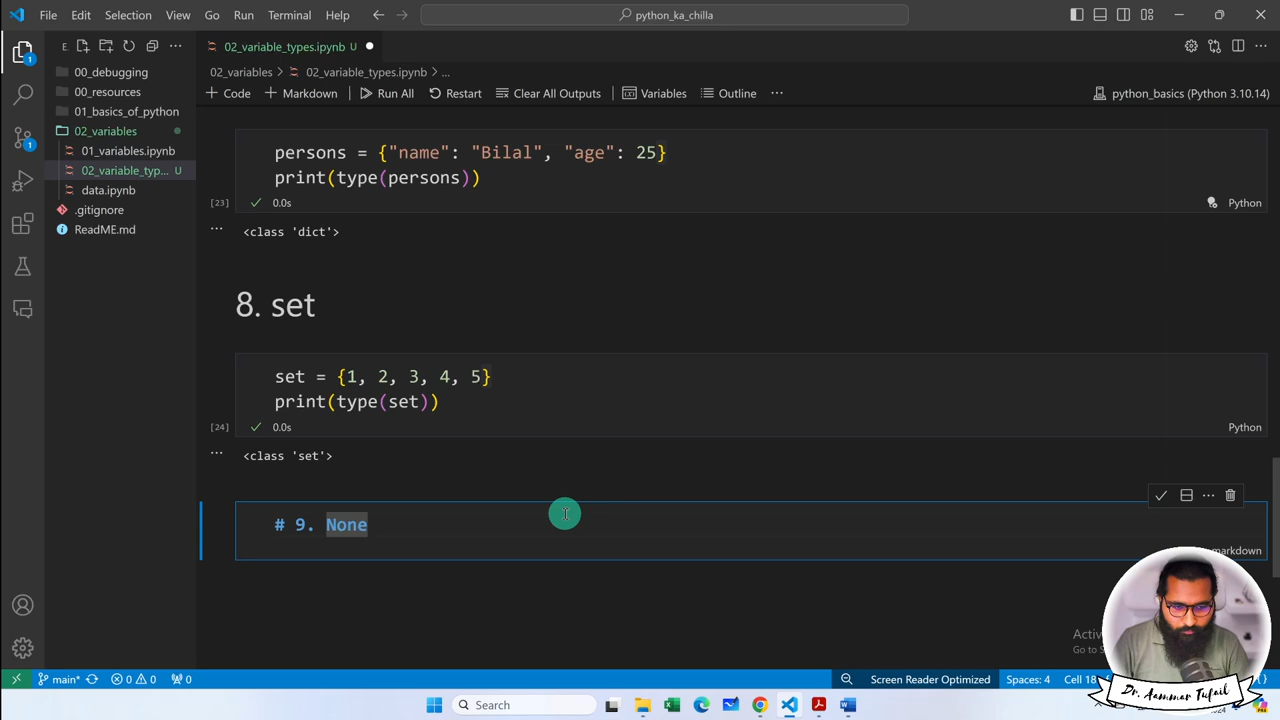 File Edit Selection View Go Run Terminal Help
python_ka_chilla
E
02_variable_types.ipynb U
00_debugging
00_resources
01_basics_of_python
02_variables
01_variables.ipynb
02_variable_typ... U
data.ipynb
.gitignore
ReadME.md
02_variables > 02_variable_types.ipynb > ...
+ Code + Markdown Run All Restart Clear All Outputs Variables Outline ...
python_basics (Python 3.10.14)
persons = {"name": "Bilal", "age": 25}
print(type(persons))
[23] 0.0s Python
... <class 'dict'>
8. set
set = {1, 2, 3, 4, 5}
print(type(set))
[24] 0.0s Python
... <class 'set'>
# 9. None
markdown
1
1
main* 0 0 0
Screen Reader Optimized Spaces: 4 Cell 18
Search
Dr. Aammar Tufail